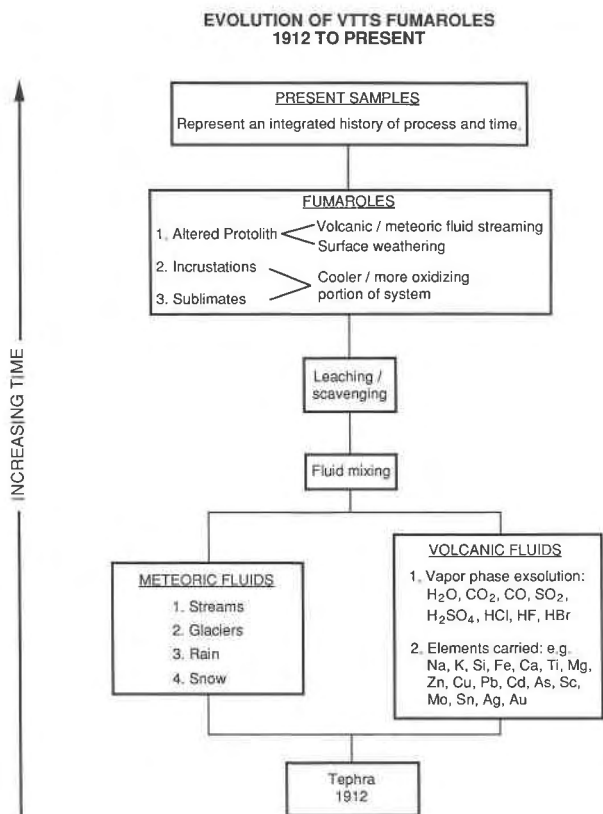 EVOLUTION OF VTTS FUMAROLES
1912 TO PRESENT
PRESENT SAMPLES
Represent an integrated history of process and time.
FUMAROLES
1. Altered Protolith
Volcanic / meteoric fluid streaming
Surface weathering
2. Incrustations
3. Sublimates
Cooler / more oxidizing
portion of system
Leaching /
scavenging
Fluid mixing
METEORIC FLUIDS
1. Streams
2. Glaciers
3. Rain
4. Snow
VOLCANIC FLUIDS
1. Vapor phase exsolution:
H₂O, CO₂, CO, SO₂,
H₂SO₄, HCl, HF, HBr
2. Elements carried: e.g.
Na, K, Si, Fe, Ca, Ti, Mg,
Zn, Cu, Pb, Cd, As, Sc,
Mo, Sn, Ag, Au
Tephra
1912
INCREASING TIME